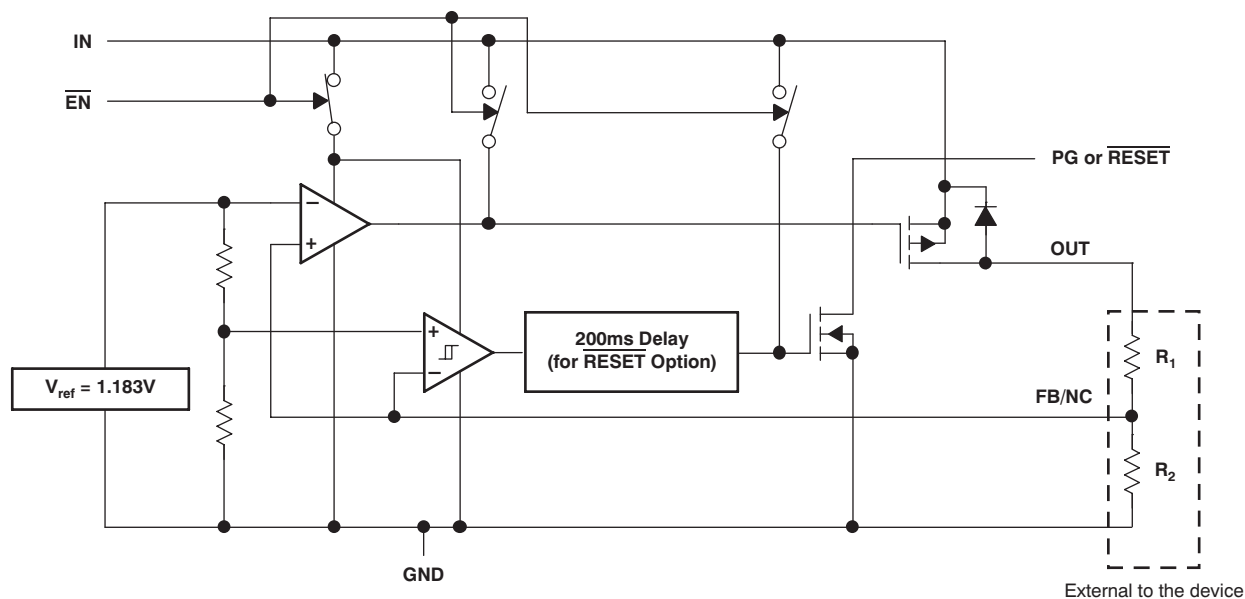 IN
EN
PG or RESET
−
+
OUT
+
−
200ms Delay
(for RESET Option)
R1
Vref = 1.183V
FB/NC
R2
GND
External to the device